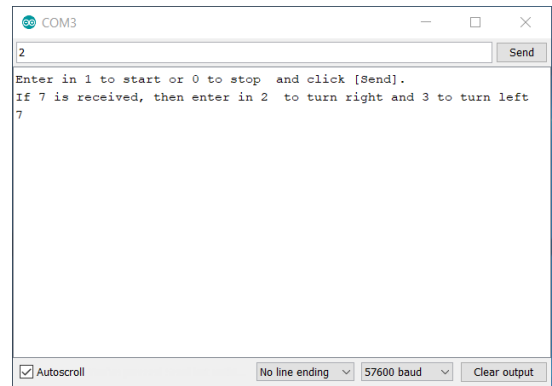 COM3
2
Send
Enter in 1 to start or 0 to stop  and click [Send].
If 7 is received, then enter in 2  to turn right and 3 to turn left
7
Autoscroll
No line ending
57600 baud
Clear output